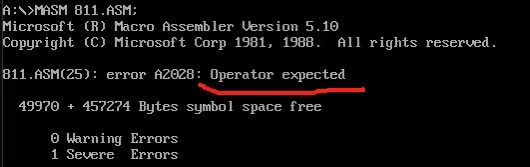 A:\>MASM 811.ASM;
Microsoft (R) Macro Assembler Version 5.10
Copyright (C) Microsoft Corp 1981, 1988.  All rights reserved.
811.ASM(25): error A2028: Operator expected
49970 + 457274 Bytes symbol space free
0 Warning Errors
1 Severe  Errors